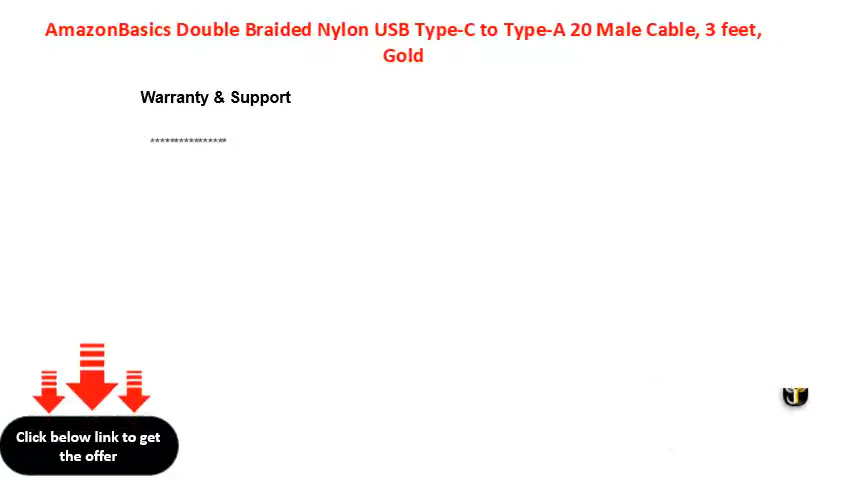 AmazonBasics Double Braided Nylon USB Type-C to Type-A 20 Male Cable, 3 feet,
Gold
Warranty & Support
****************
Click below link to get
the offer